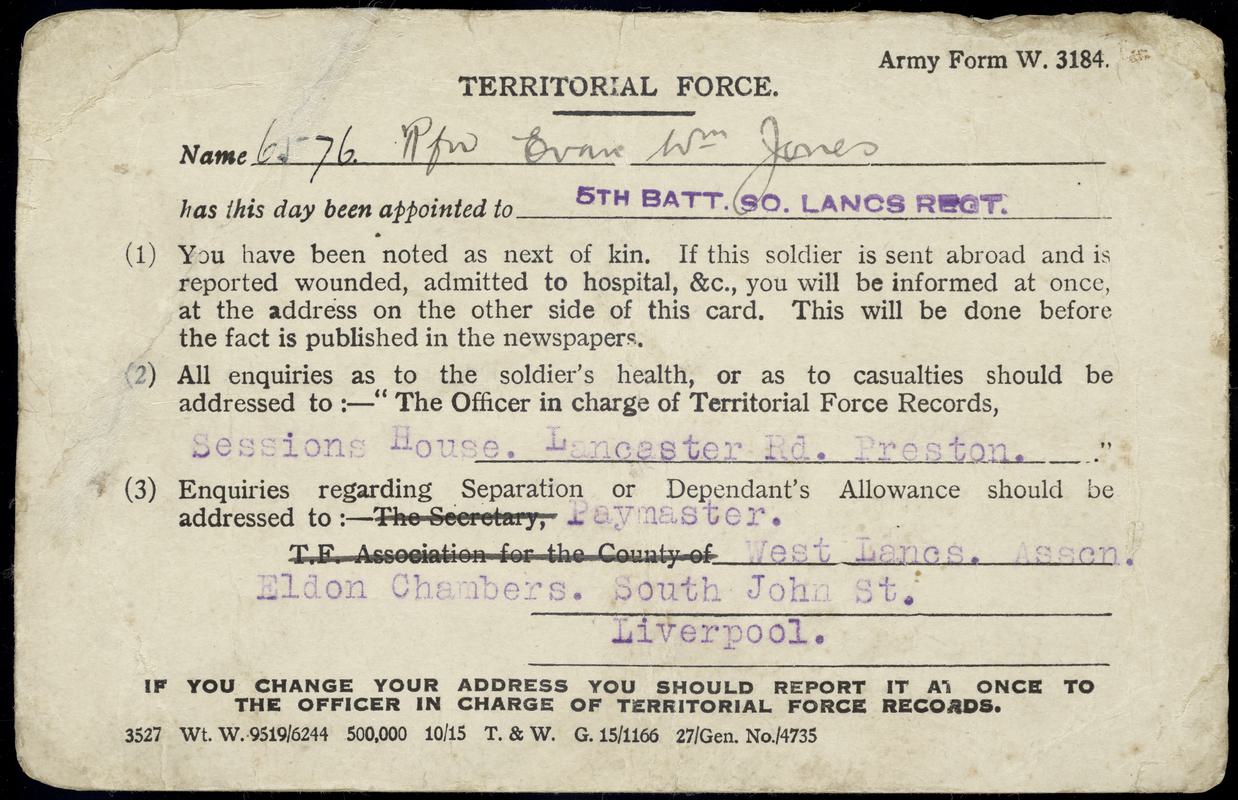 Army Form W. 3184.
TERRITORIAL FORCE.
Name 6576. Rfn Evan Wm Jones
has this day been appointed to 5TH BATT. SO. LANCS REGT.
(1) You have been noted as next of kin. If this soldier is sent abroad and is
reported wounded, admitted to hospital, &c., you will be informed at once,
at the address on the other side of this card. This will be done before
the fact is published in the newspapers.
(2) All enquiries as to the soldier's health, or as to casualties should be
addressed to :—“ The Officer in charge of Territorial Force Records,
Sessions House. Lancaster Rd. Preston. .”
(3) Enquiries regarding Separation or Dependant's Allowance should be
addressed to :—The Secretary, Paymaster.
T.F. Association for the County of West Lancs. Asscn.
Eldon Chambers. South John St.
Liverpool.
IF YOU CHANGE YOUR ADDRESS YOU SHOULD REPORT IT AT ONCE TO
THE OFFICER IN CHARGE OF TERRITORIAL FORCE RECORDS.
3527 Wt. W. 9519/6244 500,000 10/15 T. & W. G. 15/1166 27/Gen. No./4735